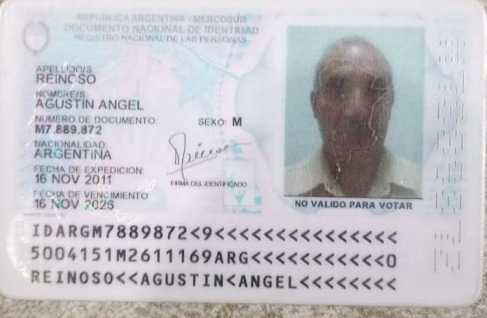 REPUBLICA ARGENTINA - MERCOSUR
DOCUMENTO NACIONAL DE IDENTIDAD
REGISTRO NACIONAL DE LAS PERSONAS
APELLIDO/S
REINOSO
NOMBRE/S
AGUSTIN ANGEL
NUMERO DE DOCUMENTO: SEXO: M
M7.889.872
NACIONALIDAD
ARGENTINA
FECHA DE EXPEDICION:
16 NOV 2011
FIRMA DEL IDENTIFICADO
FECHA DE VENCIMIENTO
16 NOV 2026
NO VALIDO PARA VOTAR
IDARGM7889872<9<<<<<<<<<<<<<<<
5004151M2611169ARG<<<<<<<<<<<0
REINOSO<<AGUSTIN<ANGEL<<<<<<<<